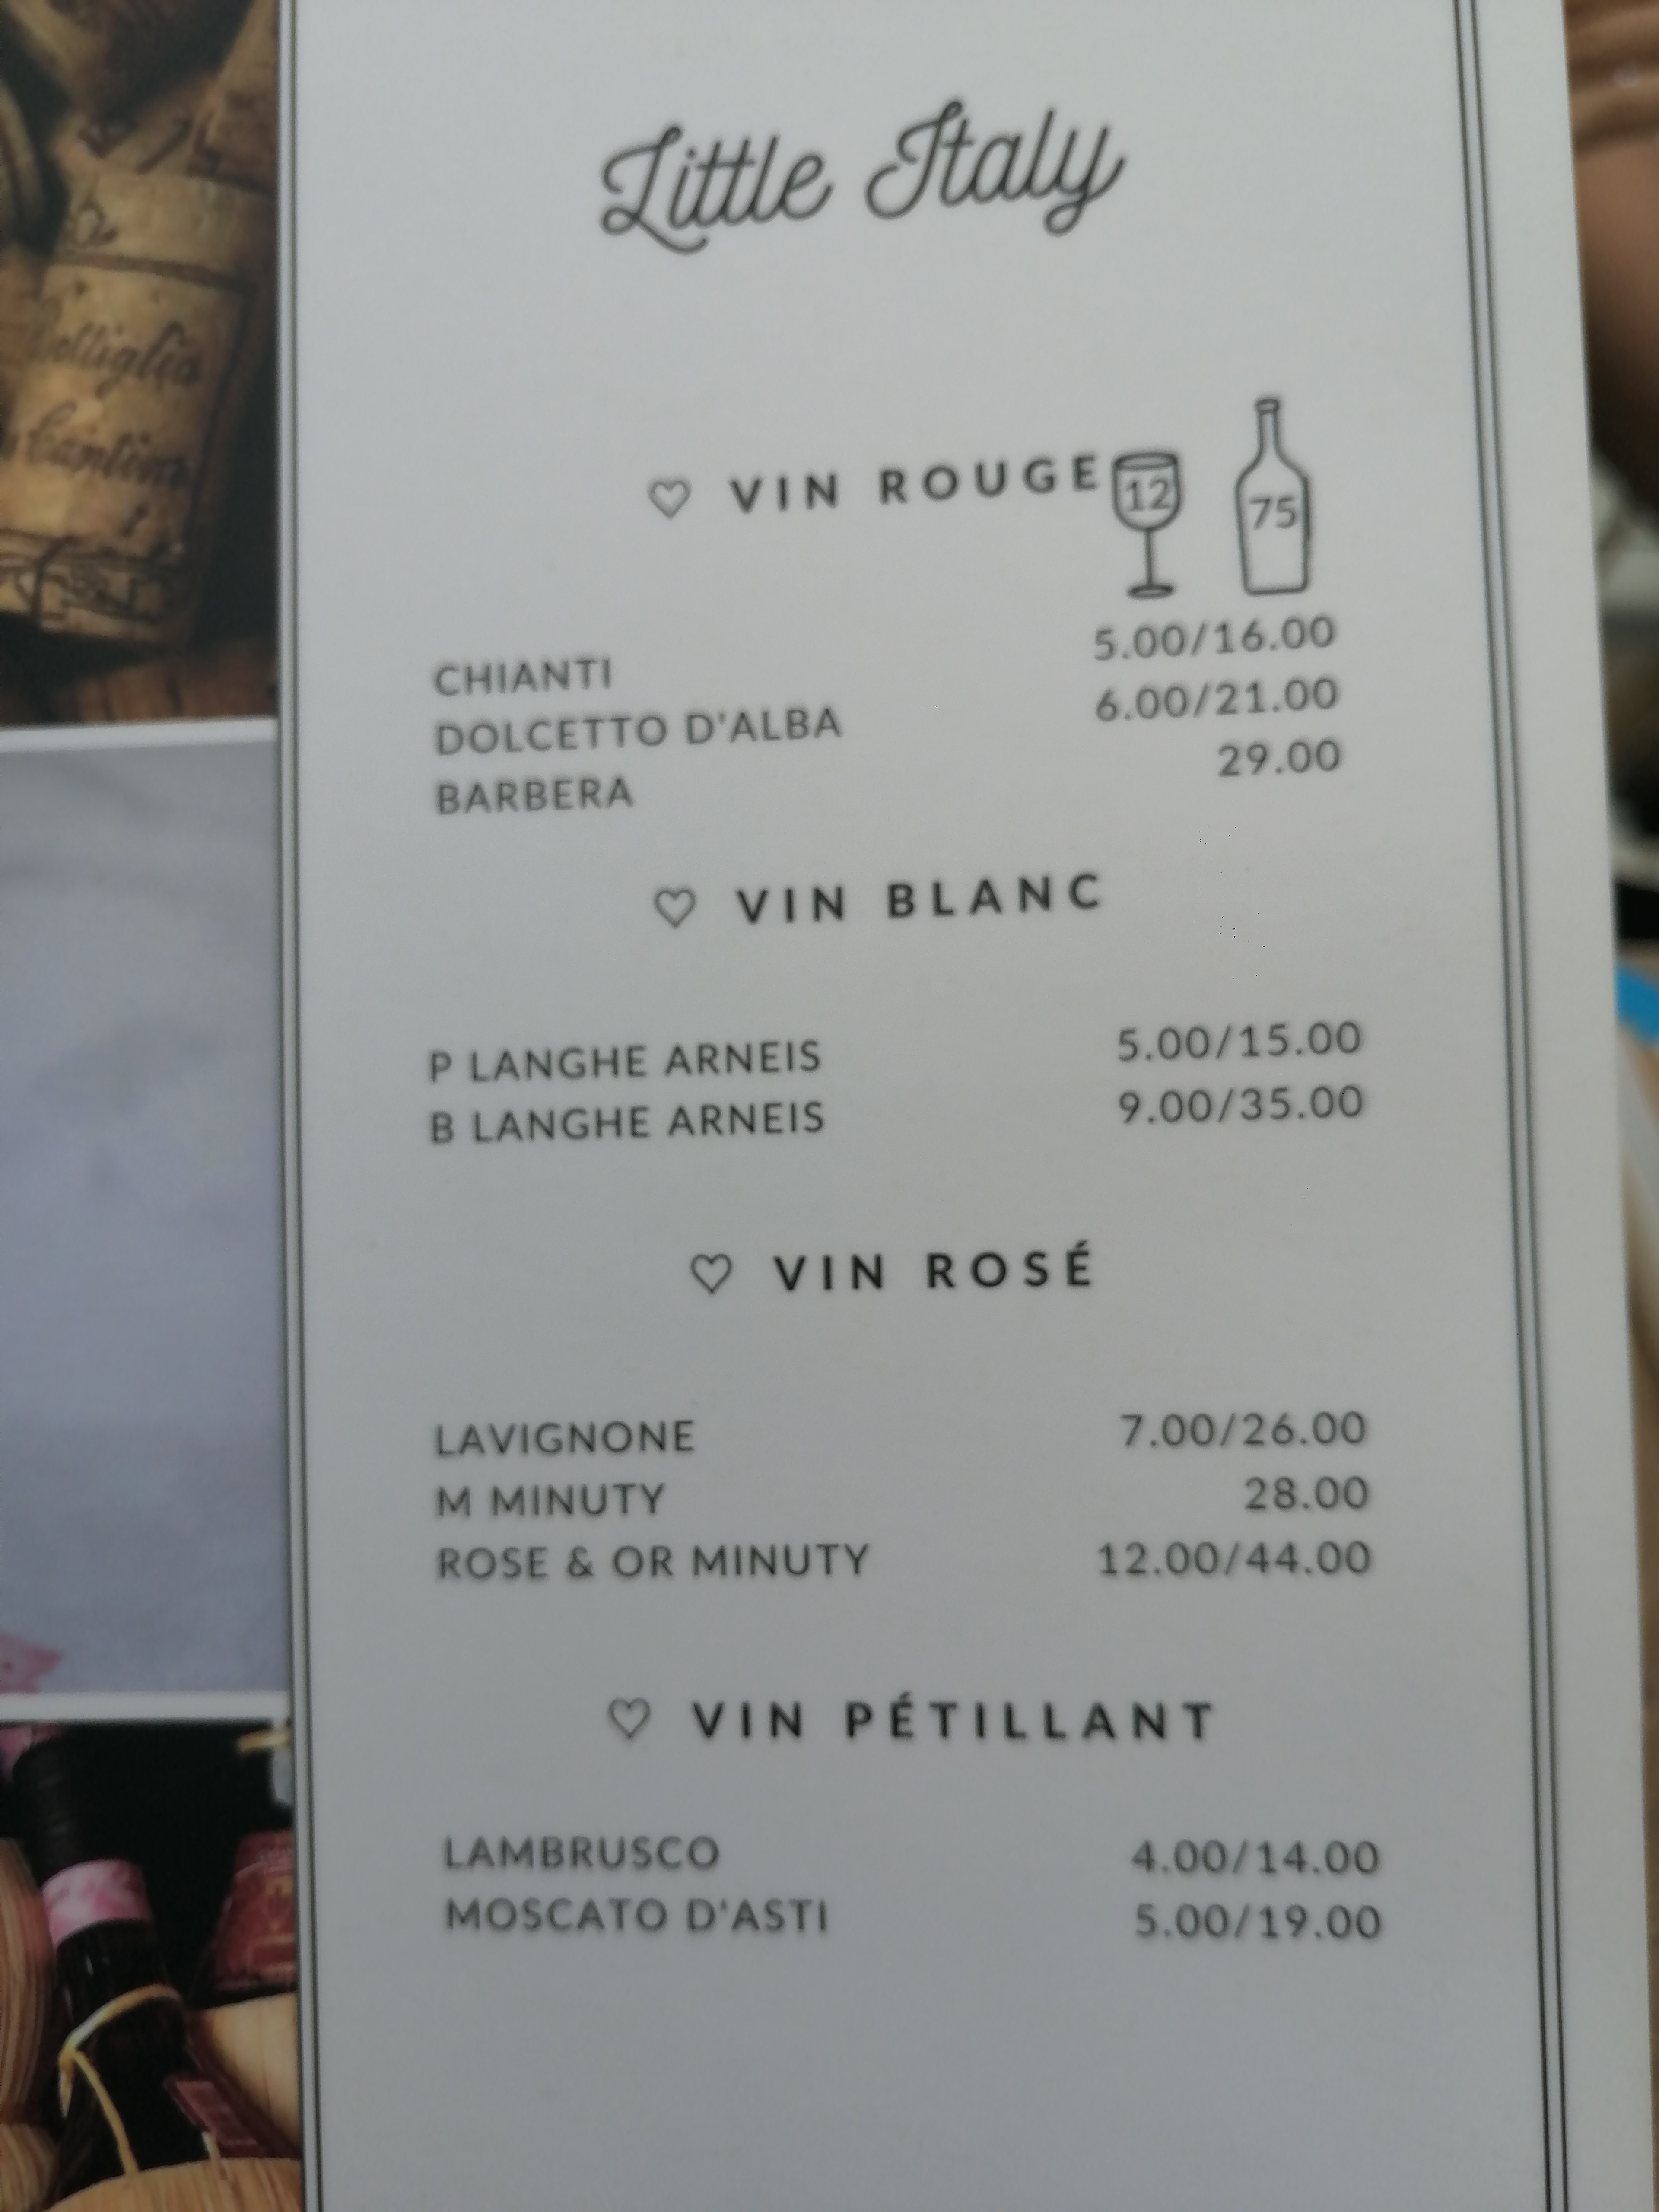 Little Italy
♡ VIN ROUGE 12 75
CHIANTI 5.00/16.00
DOLCETTO D'ALBA 6.00/21.00
BARBERA 29.00
♡ VIN BLANC
P LANGHE ARNEIS 5.00/15.00
B LANGHE ARNEIS 9.00/35.00
♡ VIN ROSÉ
LAVIGNONE 7.00/26.00
M MINUTY 28.00
ROSE & OR MINUTY 12.00/44.00
♡ VIN PÉTILLANT
LAMBRUSCO 4.00/14.00
MOSCATO D'ASTI 5.00/19.00